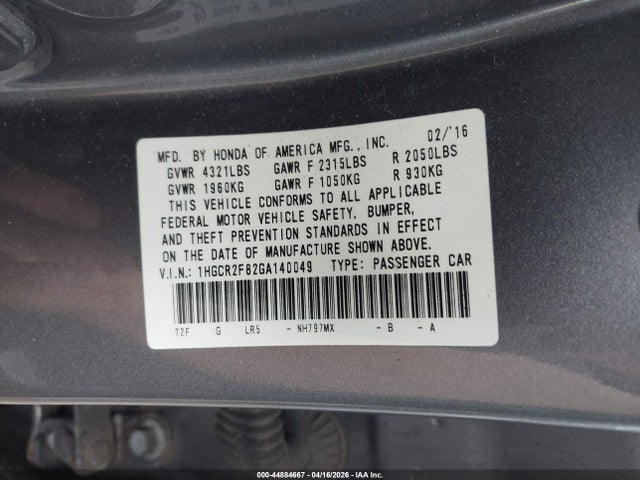 MFD. BY HONDA OF AMERICA MFG., INC. 02/'16
GVWR 4321LBS GAWR F 2315LBS R 2050LBS
GVWR 1960KG GAWR F 1050KG R 930KG
THIS VEHICLE CONFORMS TO ALL APPLICABLE
FEDERAL MOTOR VEHICLE SAFETY, BUMPER,
AND THEFT PREVENTION STANDARDS IN EFFECT
ON THE DATE OF MANUFACTURE SHOWN ABOVE.
V.I.N.: 1HGCR2F82GA140049 TYPE: PASSENGER CAR
T2F G LR5 - NH797MX - B - A
000-44884667 - 04/16/2026 - IAA Inc.